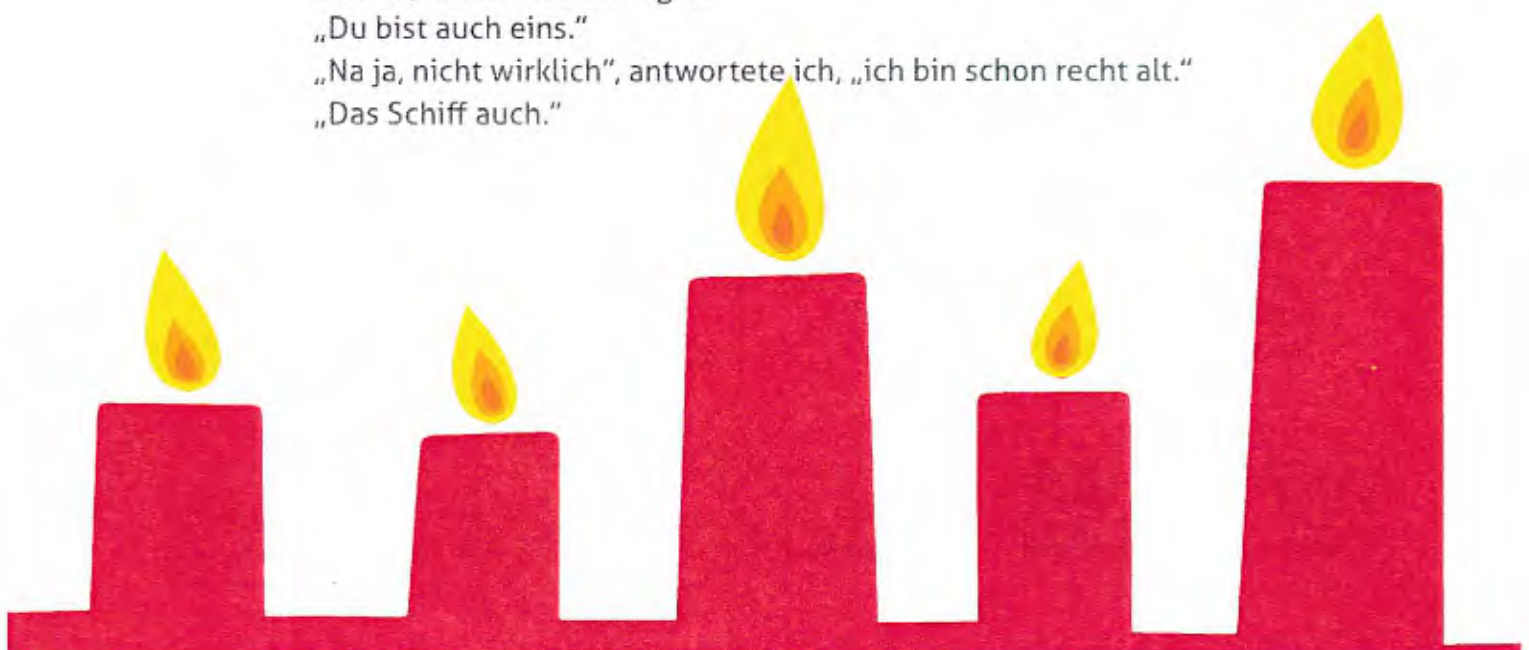 „Du bist auch eins.“
„Na ja, nicht wirklich“, antwortete ich, „ich bin schon recht alt.“
„Das Schiff auch.“